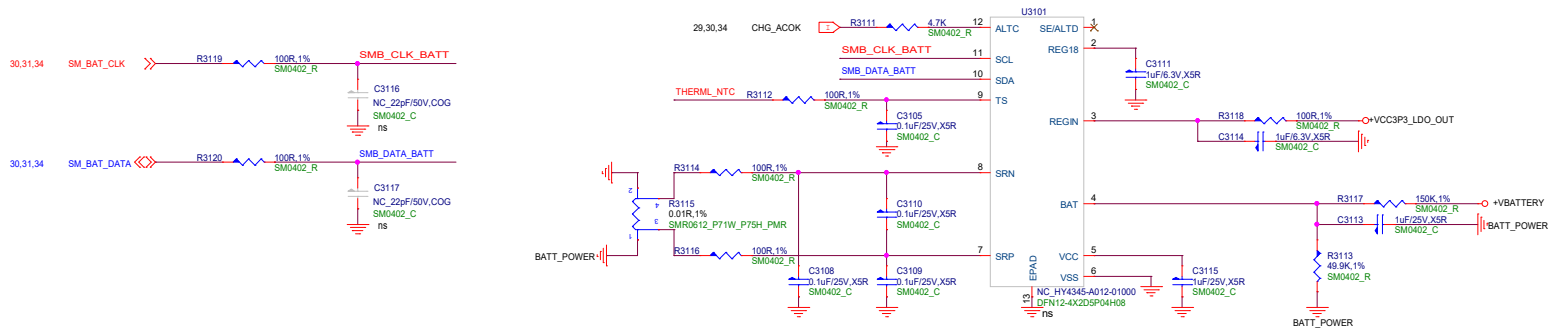 30,31,34 SM_BAT_CLK
R3119
100R,1%
SM0402_R
SMB_CLK_BATT
C3116
NC_22pF/50V,COG
SM0402_C
ns
30,31,34 SM_BAT_DATA
R3120
100R,1%
SM0402_R
SMB_DATA_BATT
C3117
NC_22pF/50V,COG
SM0402_C
ns
29,30,34 CHG_ACOK
R3111
4.7K
SM0402_R
SMB_CLK_BATT
SMB_DATA_BATT
THERML_NTC
R3112
100R,1%
SM0402_R
C3105
0.1uF/25V,X5R
SM0402_C
R3114
100R,1%
SM0402_R
2
4
R3115
0.01R,1%
3
SMR0612_P71W_P75H_PMR
1
BATT_POWER
R3116
100R,1%
SM0402_R
C3110
0.1uF/25V,X5R
SM0402_C
C3108
0.1uF/25V,X5R
SM0402_C
C3109
0.1uF/25V,X5R
SM0402_C
U3101
12 ALTC
11 SCL
10 SDA
9 TS
8 SRN
7 SRP
SE/ALTD 1
REG18 2
REGIN 3
BAT 4
VCC 5
VSS 6
EPAD
13
NC_HY4345-A012-01000
DFN12-4X2D5P04H08
ns
C3111
1uF/6.3V,X5R
SM0402_C
R3118
100R,1%
SM0402_R
+VCC3P3_LDO_OUT
C3114
1uF/6.3V,X5R
SM0402_C
R3117
150K,1%
SM0402_R
+VBATTERY
C3113
1uF/25V,X5R
SM0402_C
BATT_POWER
R3113
49.9K,1%
SM0402_R
BATT_POWER
C3115
1uF/25V,X5R
SM0402_C